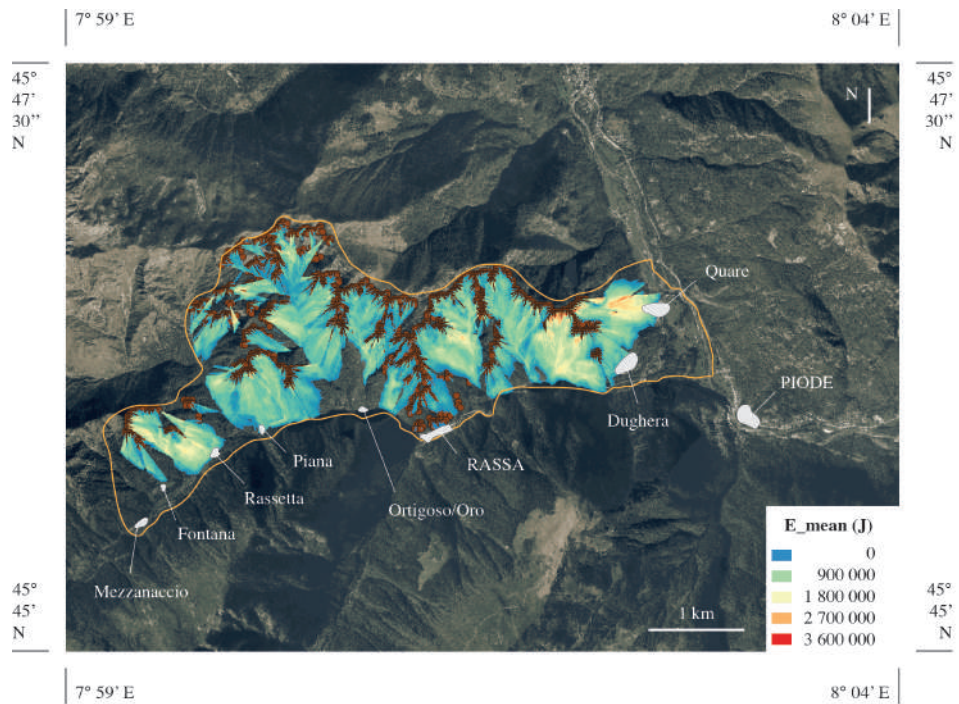 7° 59’ E
8° 04’ E
45°
47’
30’’
N
45°
47’
30’’
N
N
Quare
PIODE
Dughera
RASSA
Piana
Ortigoso/Oro
Rassetta
Fontana
Mezzanaccio
E_mean (J)
0
900 000
1 800 000
2 700 000
3 600 000
1 km
45°
45’
N
45°
45’
N
7° 59’ E
8° 04’ E